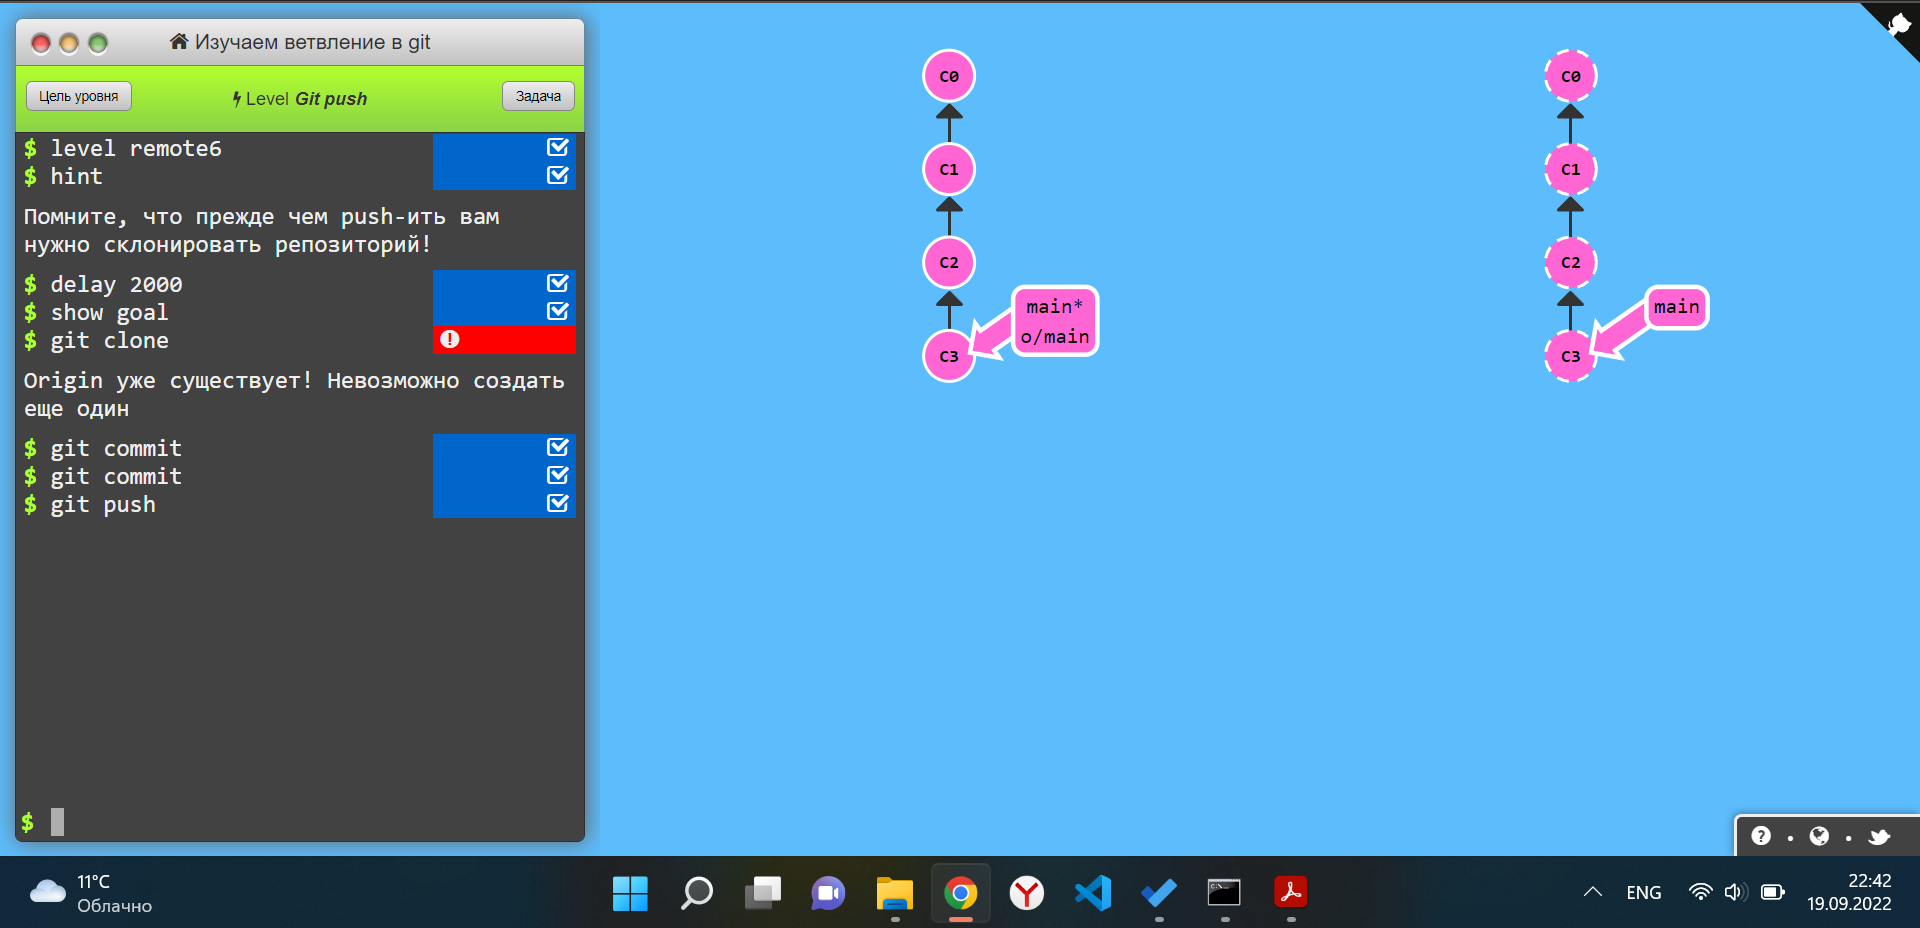 Изучаем ветвление в git
Цель уровня
Level Git push
Задача
$ level remote6
$ hint
Помните, что прежде чем push-ить вам
нужно склонировать репозиторий!
$ delay 2000
$ show goal
$ git clone
Origin уже существует! Невозможно создать
еще один
$ git commit
$ git commit
$ git push
$
C0
C1
C2
main*
o/main
C3
C0
C1
C2
main
C3
11°C
Облачно
ENG
22:42
19.09.2022